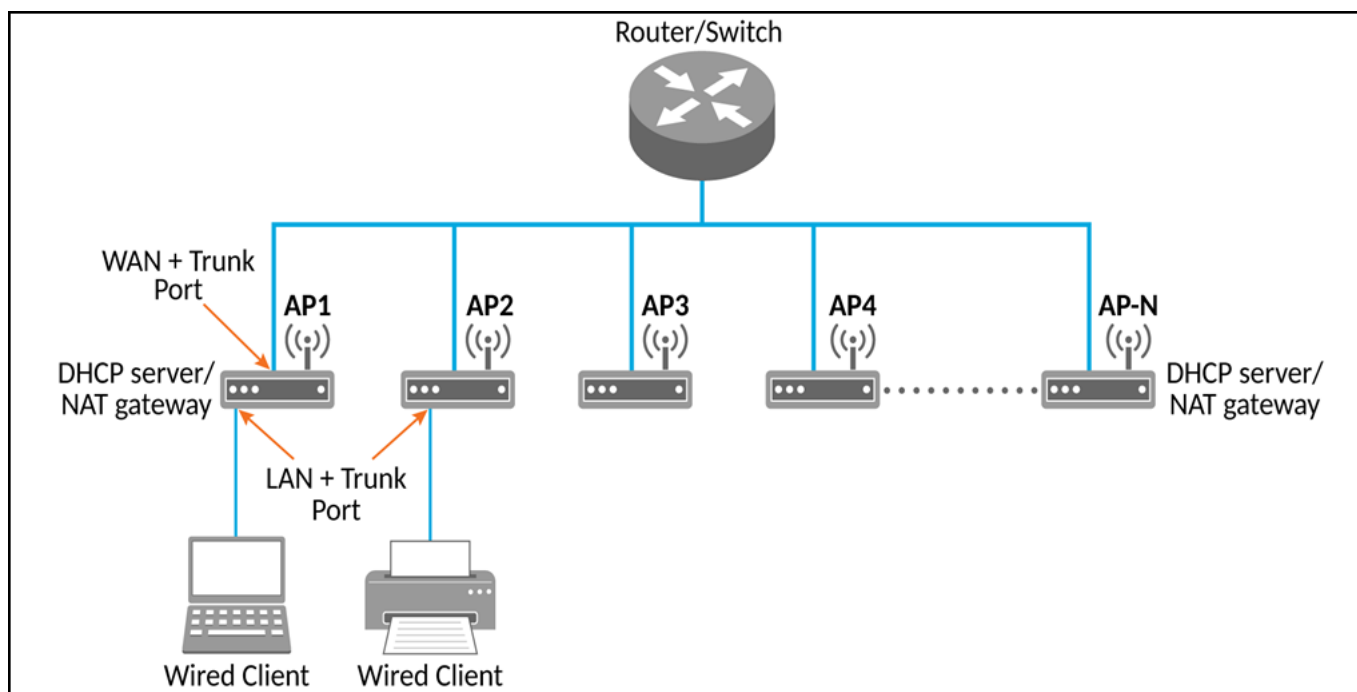 Router/Switch
WAN + Trunk
Port
AP1
AP2
AP3
AP4
AP-N
DHCP server/
NAT gateway
DHCP server/
NAT gateway
LAN + Trunk
Port
Wired Client
Wired Client